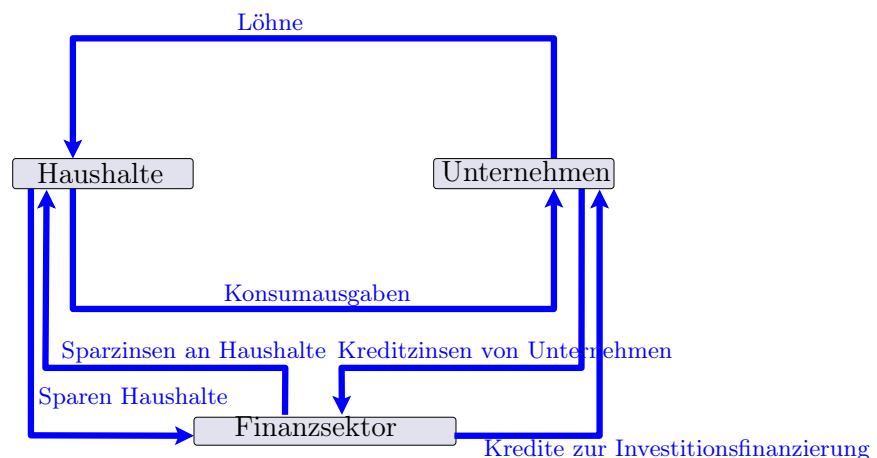 Löhne
Haushalte
Unternehmen
Konsumausgaben
Sparzinsen an Haushalte
Kreditzinsen von Unternehmen
Sparen Haushalte
Finanzsektor
Kredite zur Investitionsfinanzierung